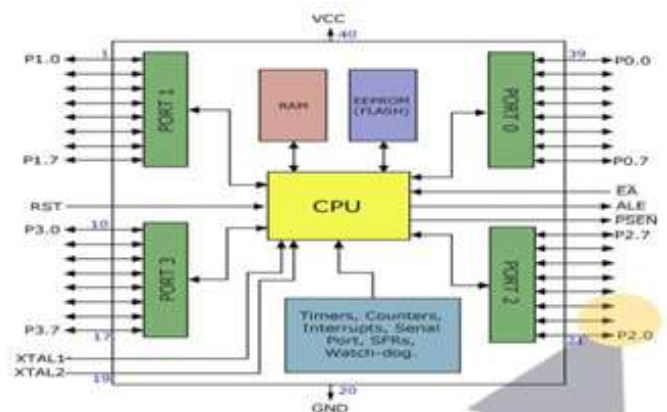 VCC
40
1
39
P1.0
P0.0
PORT 1
RAM
EEPROM
(FLASH)
PORT 0
P1.7
P0.7
CPU
EA
RST
ALE
PSEN
P3.0
10
P2.7
PORT 3
PORT 2
Timers, Counters,
Interrupts, Serial
Port, SFRs,
Watch-dog.
P3.7
17
P2.0
XTAL1
XTAL2
19
20
GND